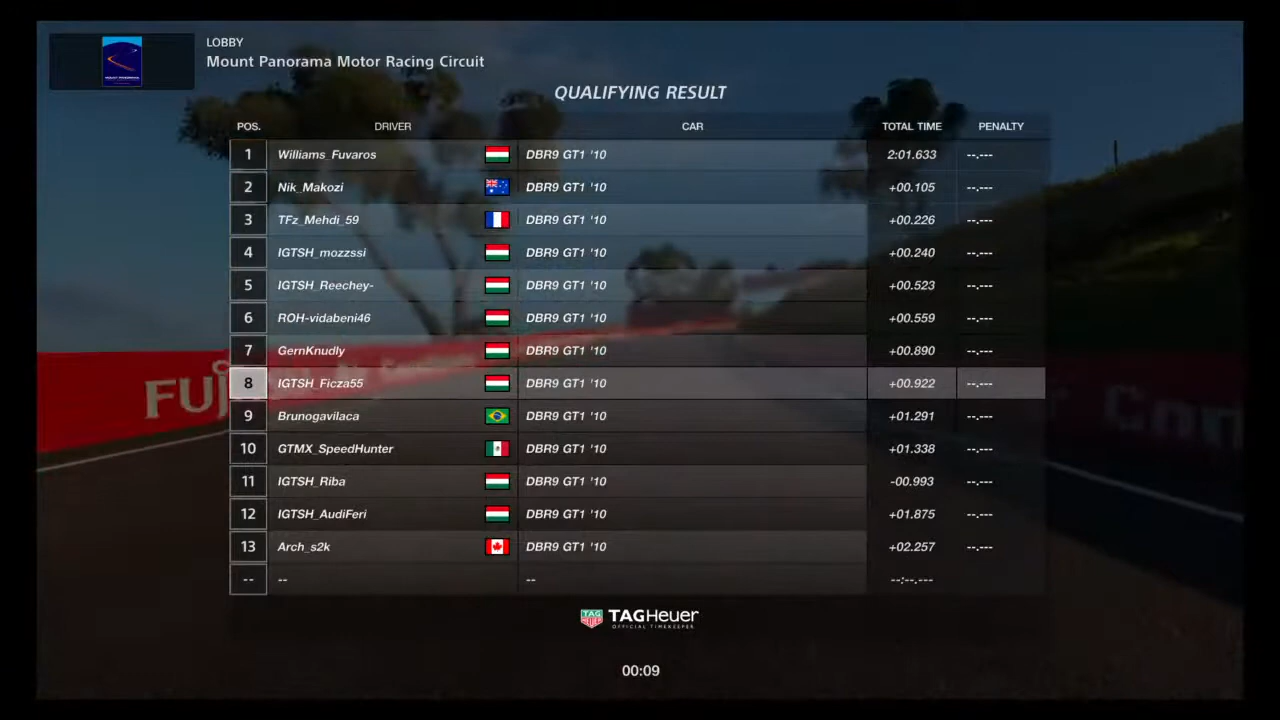 LOBBY
Mount Panorama Motor Racing Circuit
QUALIFYING RESULT
POS. DRIVER CAR TOTAL TIME PENALTY
1 Williams_Fuvaros DBR9 GT1 '10 2:01.633 --.---
2 Nik_Makozi DBR9 GT1 '10 +00.105 --.---
3 TFz_Mehdi_59 DBR9 GT1 '10 +00.226 --.---
4 IGTSH_mozzssi DBR9 GT1 '10 +00.240 --.---
5 IGTSH_Reechey- DBR9 GT1 '10 +00.523 --.---
6 ROH-vidabeni46 DBR9 GT1 '10 +00.559 --.---
7 GernKnudly DBR9 GT1 '10 +00.890 --.---
8 IGTSH_Ficza55 DBR9 GT1 '10 +00.922 --.---
9 Brunogavilaca DBR9 GT1 '10 +01.291 --.---
10 GTMX_SpeedHunter DBR9 GT1 '10 +01.338 --.---
11 IGTSH_Riba DBR9 GT1 '10 -00.993 --.---
12 IGTSH_AudiFeri DBR9 GT1 '10 +01.875 --.---
13 Arch_s2k DBR9 GT1 '10 +02.257 --.---
-- -- -- --:--.---
TAG TAGHeuer
OFFICIAL TIMEKEEPER
00:09